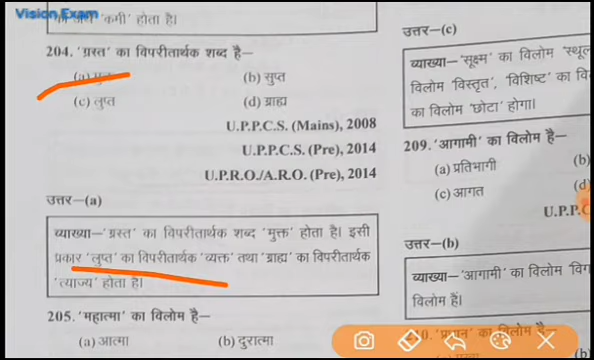 Vision Exam
'कमी' होता है।
204. 'ग्रस्त' का विपरीतार्थक शब्द है—
(a)
(b) सुप्त
(c) लुप्त
(d) ग्राह्य
U.P.P.C.S. (Mains), 2008
U.P.P.C.S. (Pre), 2014
U.P.R.O./A.R.O. (Pre), 2014
उत्तर—(a)
व्याख्या—'ग्रस्त' का विपरीतार्थक शब्द 'मुक्त' होता है। इसी
प्रकार 'लुप्त' का विपरीतार्थक 'व्यक्त' तथा 'ग्राह्य' का विपरीतार्थक
'त्याज्य' होता है।
205. 'महात्मा' का विलोम है—
(a) आत्मा
(b) दुरात्मा
उत्तर—(c)
व्याख्या—'सूक्ष्म' का विलोम
विलोम 'विस्तृत', 'विशिष्ट' का
का विलोम 'छोटा' होगा।
209. 'आगामी' का विलोम है—
(a) प्रतिभागी
(b)
(c) आगत
(d)
U.P.P.C
उत्तर—(b)
व्याख्या—'आगामी' का विलोम
विलोम हैं।
का विलोम है—
(b)